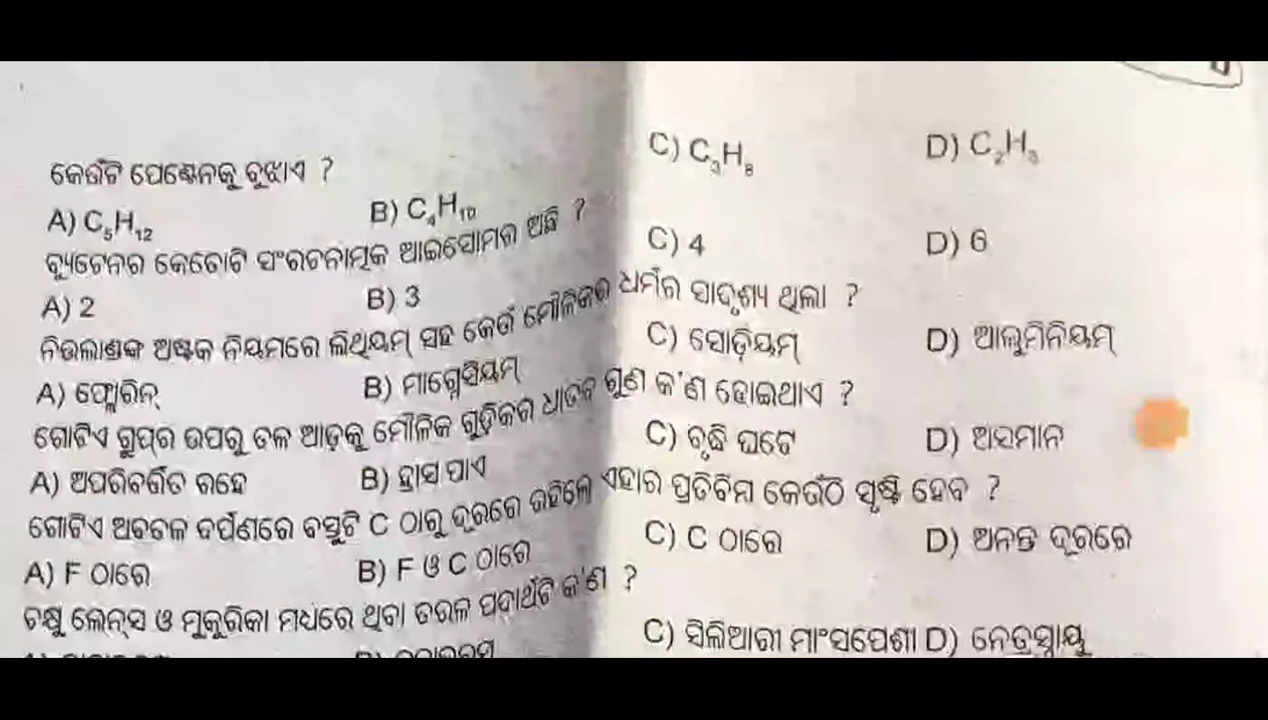 କେଉଁଟି ପେଣ୍ଟେନକୁ ବୁଝାଏ ?
A) C₅H₁₂ B) C₄H₁₀ C) C₃H₈ D) C₂H₃
ବ୍ୟୁଟେନର କେତୋଟି ସଂରଚନାତ୍ମକ ଆଇସୋମର ଅଛି ?
A) 2 B) 3 C) 4 D) 6
ନିଉଲାଣ୍ଡଙ୍କ ଅଷ୍ଟକ ନିୟମରେ ଲିଥିୟମ୍ ସହ କେଉଁ ମୌଳିକର ଧର୍ମର ସାଦୃଶ୍ୟ ଥିଲା ?
A) ଫ୍ଲୋରିନ୍ B) ମାଗ୍ନେସିୟମ୍ C) ସୋଡ଼ିୟମ୍ D) ଆଲୁମିନିୟମ୍
ଗୋଟିଏ ଗ୍ରୁପ୍‌ର ଉପରୁ ତଳ ଆଡ଼କୁ ମୌଳିକ ଗୁଡ଼ିକର ଧାତବ ଗୁଣ କ'ଣ ହୋଇଥାଏ ?
A) ଅପରିବର୍ତିତ ରହେ B) ହ୍ରାସ ପାଏ C) ବୃଦ୍ଧି ଘଟେ D) ଅସମାନ
ଗୋଟିଏ ଅବତଳ ଦର୍ପଣରେ ବସ୍ତୁଟି C ଠାରୁ ଦୂରରେ ରହିଲେ ଏହାର ପ୍ରତିବିମ୍ବ କେଉଁଠି ସୃଷ୍ଟି ହେବ ?
A) F ଠାରେ B) F ଓ C ଠାରେ C) C ଠାରେ D) ଅନନ୍ତ ଦୂରରେ
ଚକ୍ଷୁ ଲେନ୍‌ସ ଓ ମୁକୁରିକା ମଧ୍ୟରେ ଥିବା ତରଳ ପଦାର୍ଥଟି କ'ଣ ?
C) ସିଲିଆରୀ ମାଂସପେଶୀ D) ନେତ୍ରସ୍ନାୟୁ